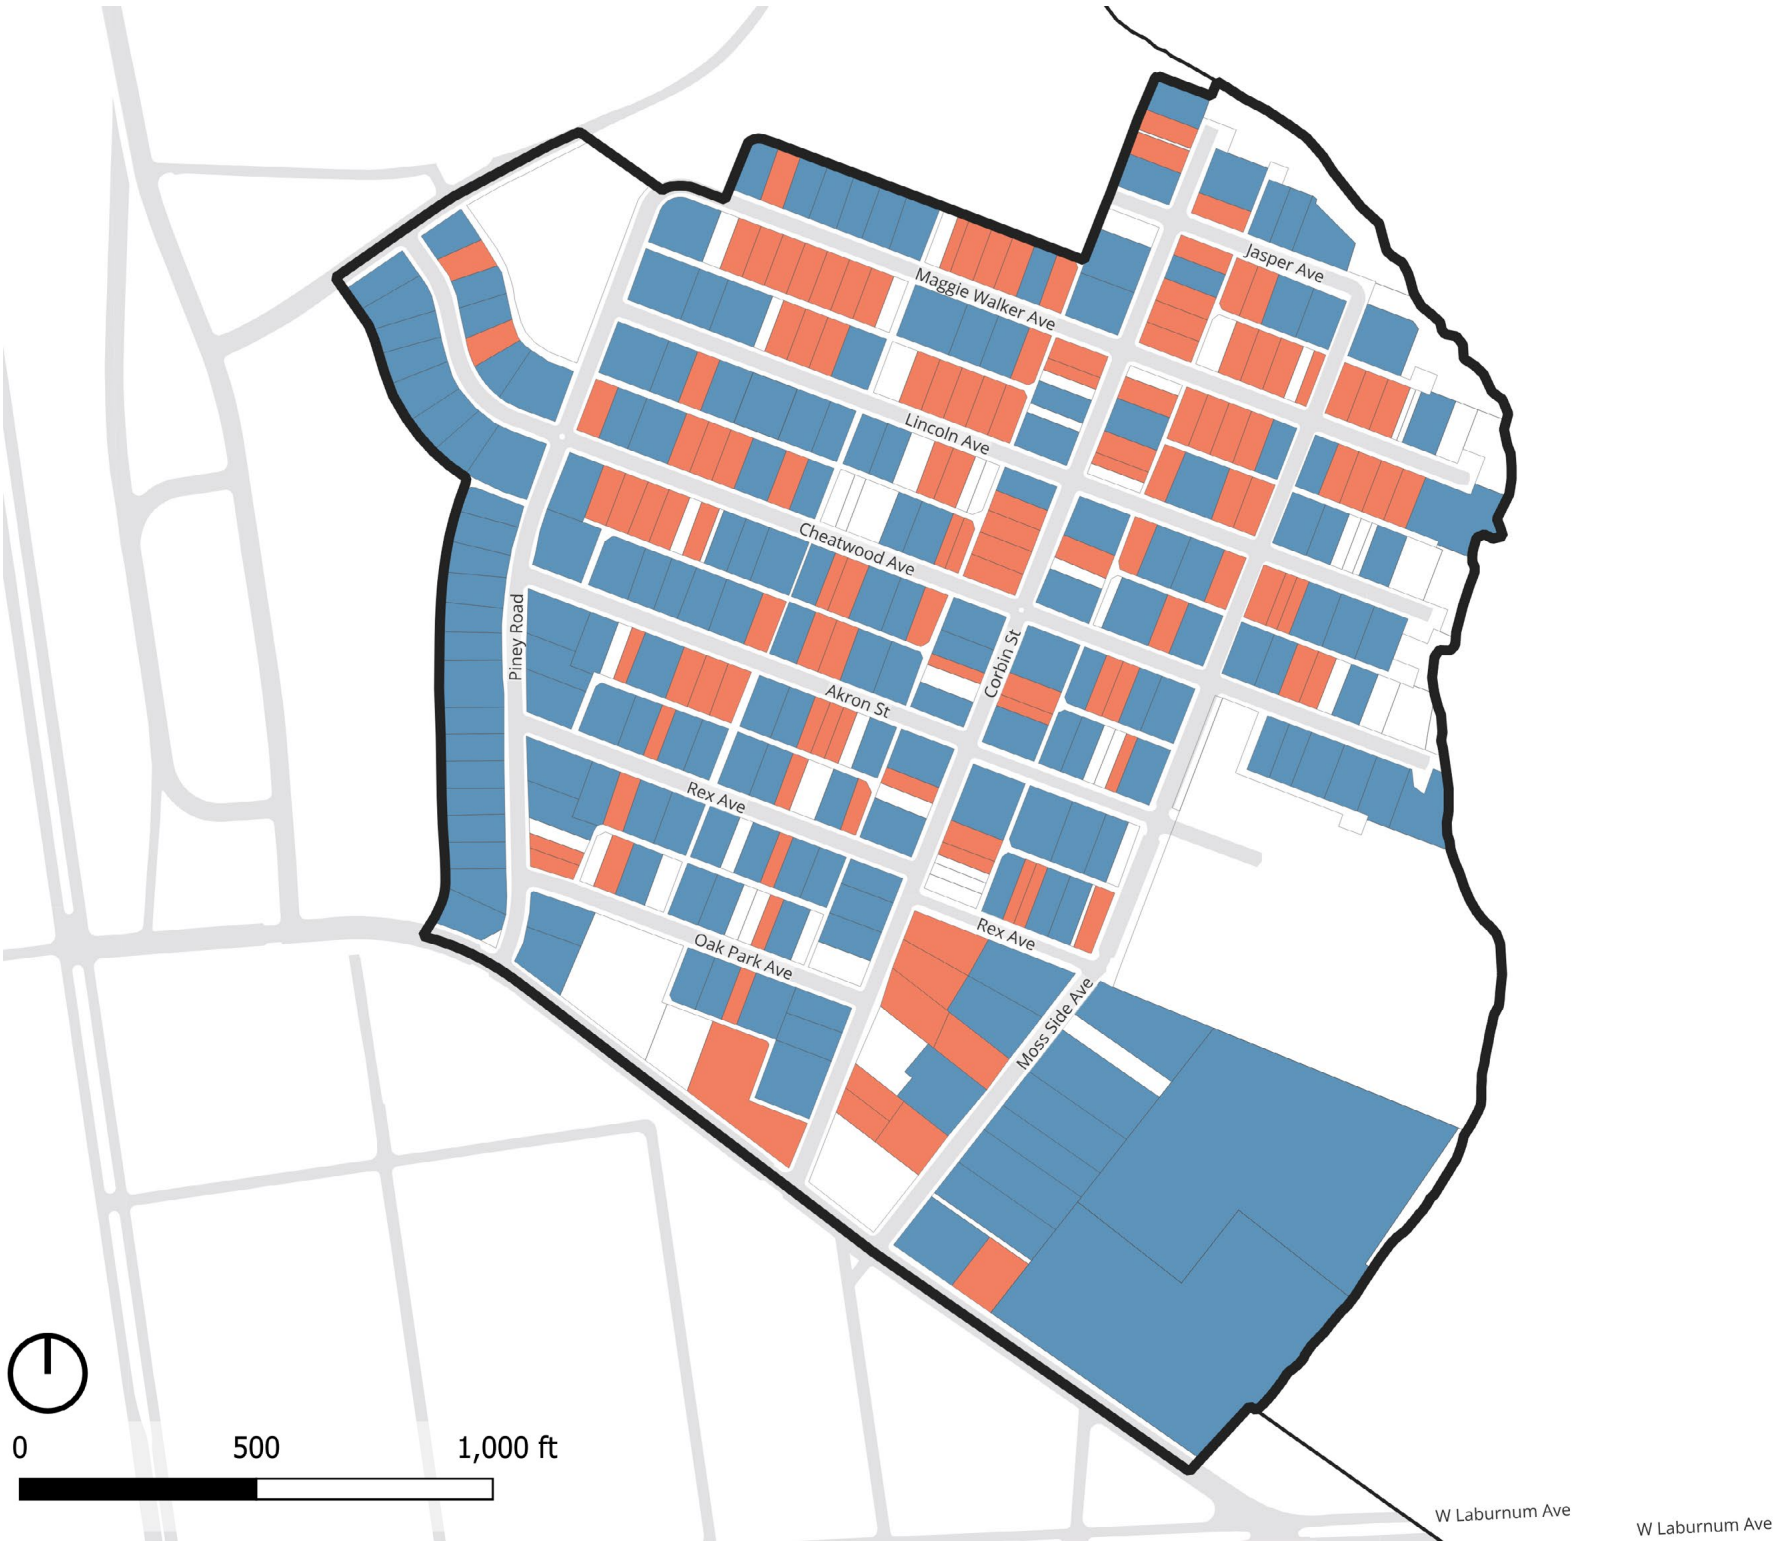 Jasper Ave
Maggie Walker Ave
Lincoln Ave
Cheatwood Ave
Piney Road
Corbin St
Akron St
Rex Ave
Rex Ave
Oak Park Ave
Moss Side Ave
0 500 1,000 ft
W Laburnum Ave
W Laburnum Ave